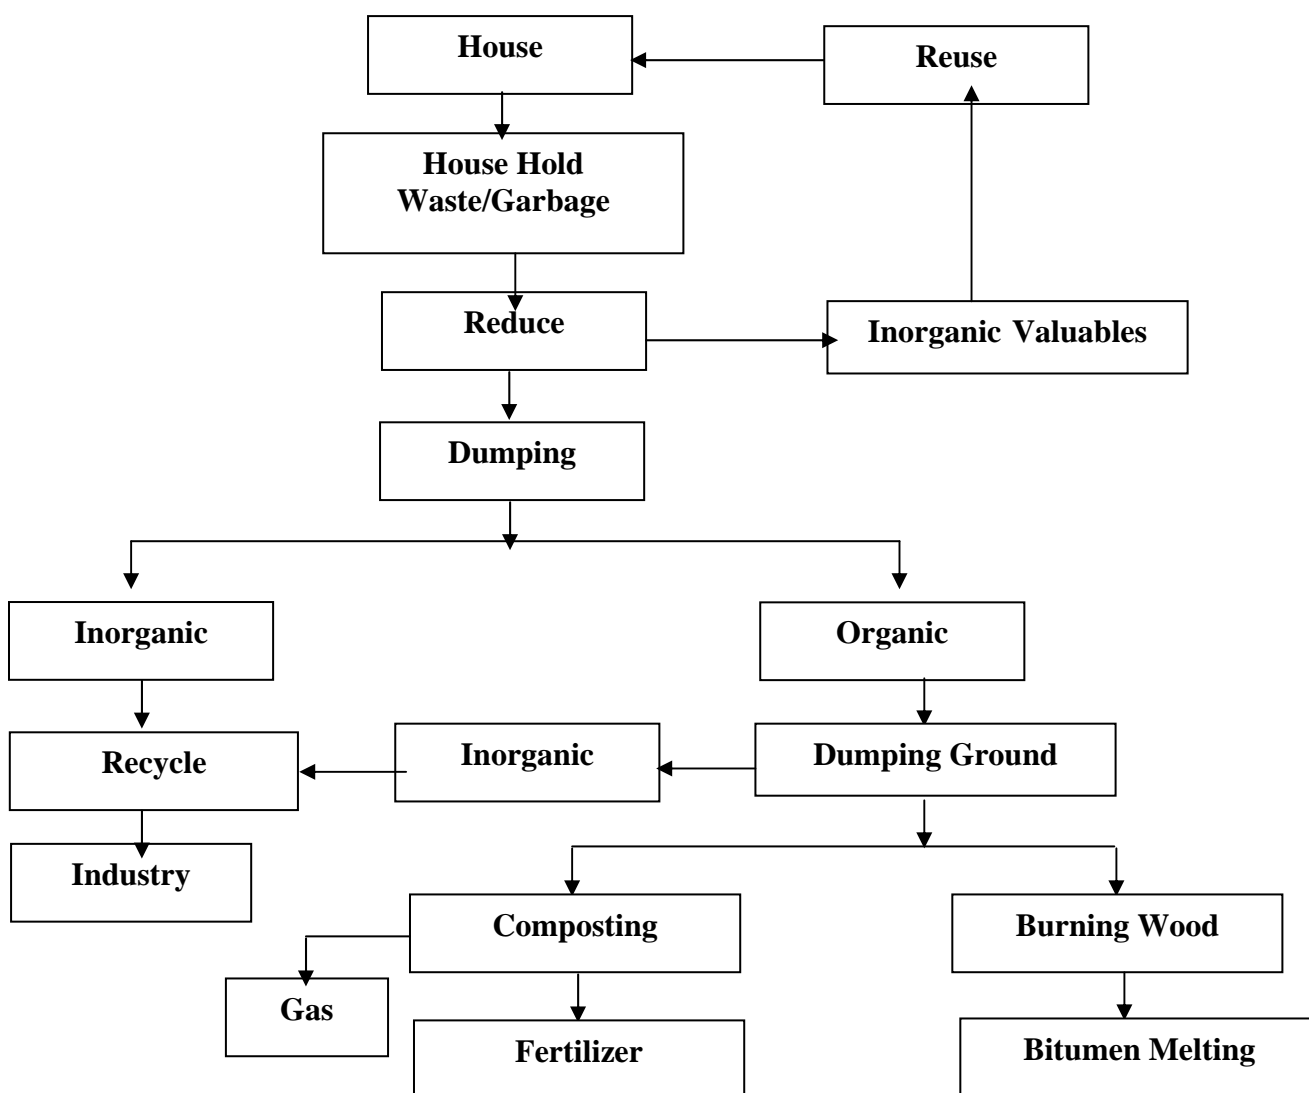 House
Reuse
House Hold
Waste/Garbage
Reduce
Inorganic Valuables
Dumping
Inorganic
Organic
Recycle
Inorganic
Dumping Ground
Industry
Composting
Burning Wood
Gas
Fertilizer
Bitumen Melting